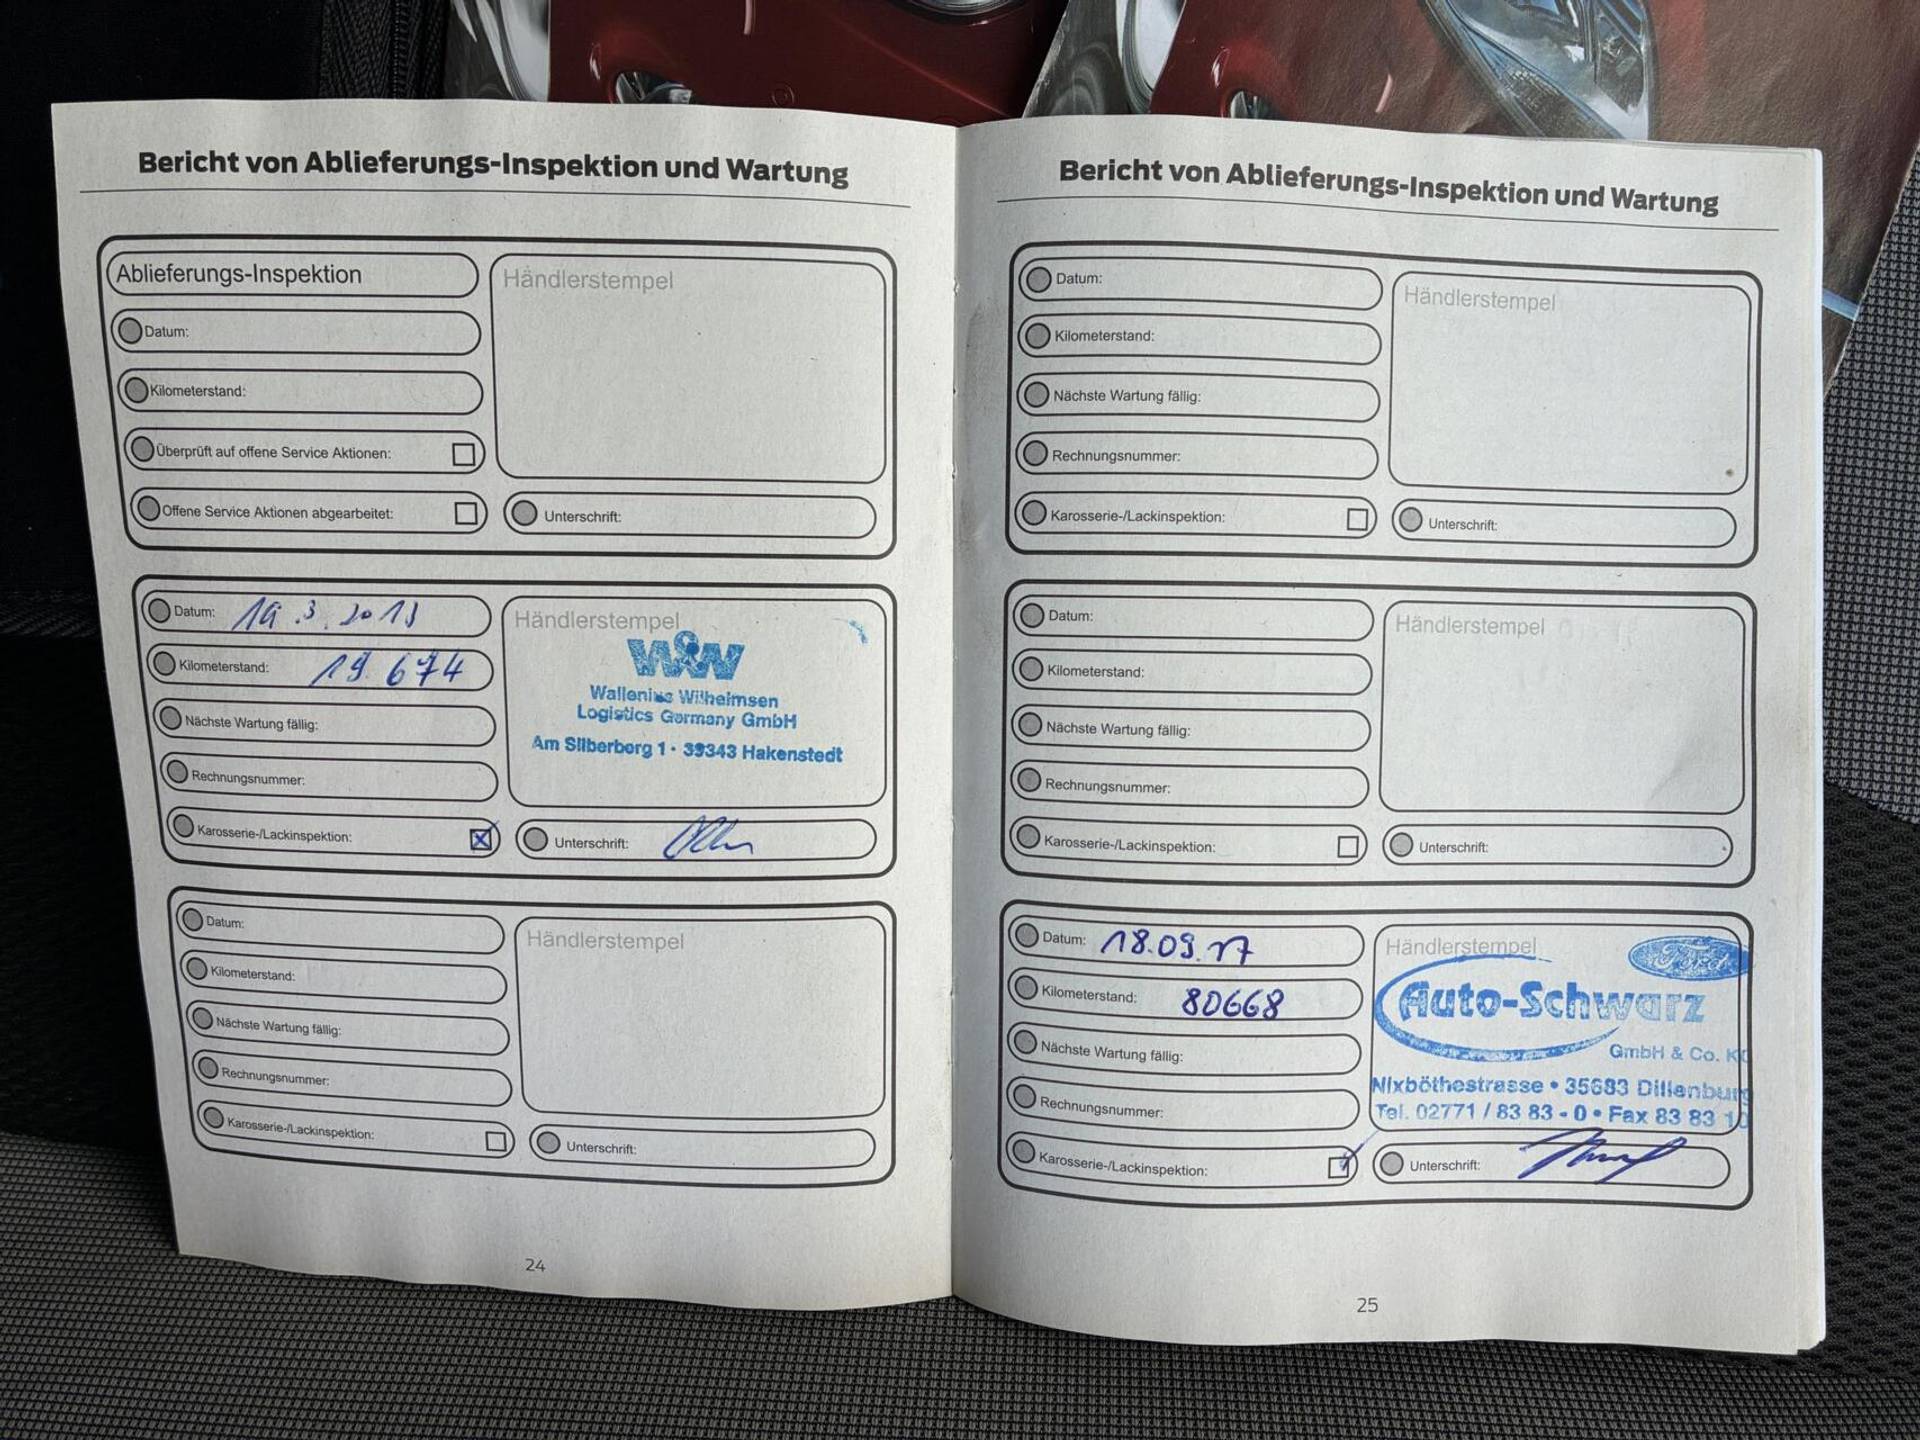 Bericht von Ablieferungs-Inspektion und Wartung
Ablieferungs-Inspektion
Datum:
Kilometerstand:
Überprüft auf offene Service Aktionen:
Offene Service Aktionen abgearbeitet:
Händlerstempel
Unterschrift:
Datum: 19.3.2013
Kilometerstand: 19.674
Nächste Wartung fällig:
Rechnungsnummer:
Karosserie-/Lackinspektion:
Händlerstempel
W&W
Wallenius Wilhelmsen
Logistics Germany GmbH
Am Silberberg 1 · 39343 Hakenstedt
Unterschrift:
Datum:
Kilometerstand:
Nächste Wartung fällig:
Rechnungsnummer:
Karosserie-/Lackinspektion:
Händlerstempel
Unterschrift:
24
Bericht von Ablieferungs-Inspektion und Wartung
Datum:
Kilometerstand:
Nächste Wartung fällig:
Rechnungsnummer:
Karosserie-/Lackinspektion:
Händlerstempel
Unterschrift:
Datum:
Kilometerstand:
Nächste Wartung fällig:
Rechnungsnummer:
Karosserie-/Lackinspektion:
Händlerstempel
Unterschrift:
Datum: 18.09.17
Kilometerstand: 80668
Nächste Wartung fällig:
Rechnungsnummer:
Karosserie-/Lackinspektion:
Händlerstempel
Ford
Auto-Schwarz
GmbH & Co. KG
Nixböthestrasse • 35683 Dillenburg
Tel. 02771 / 83 83 - 0 • Fax 83 83 10
Unterschrift:
25